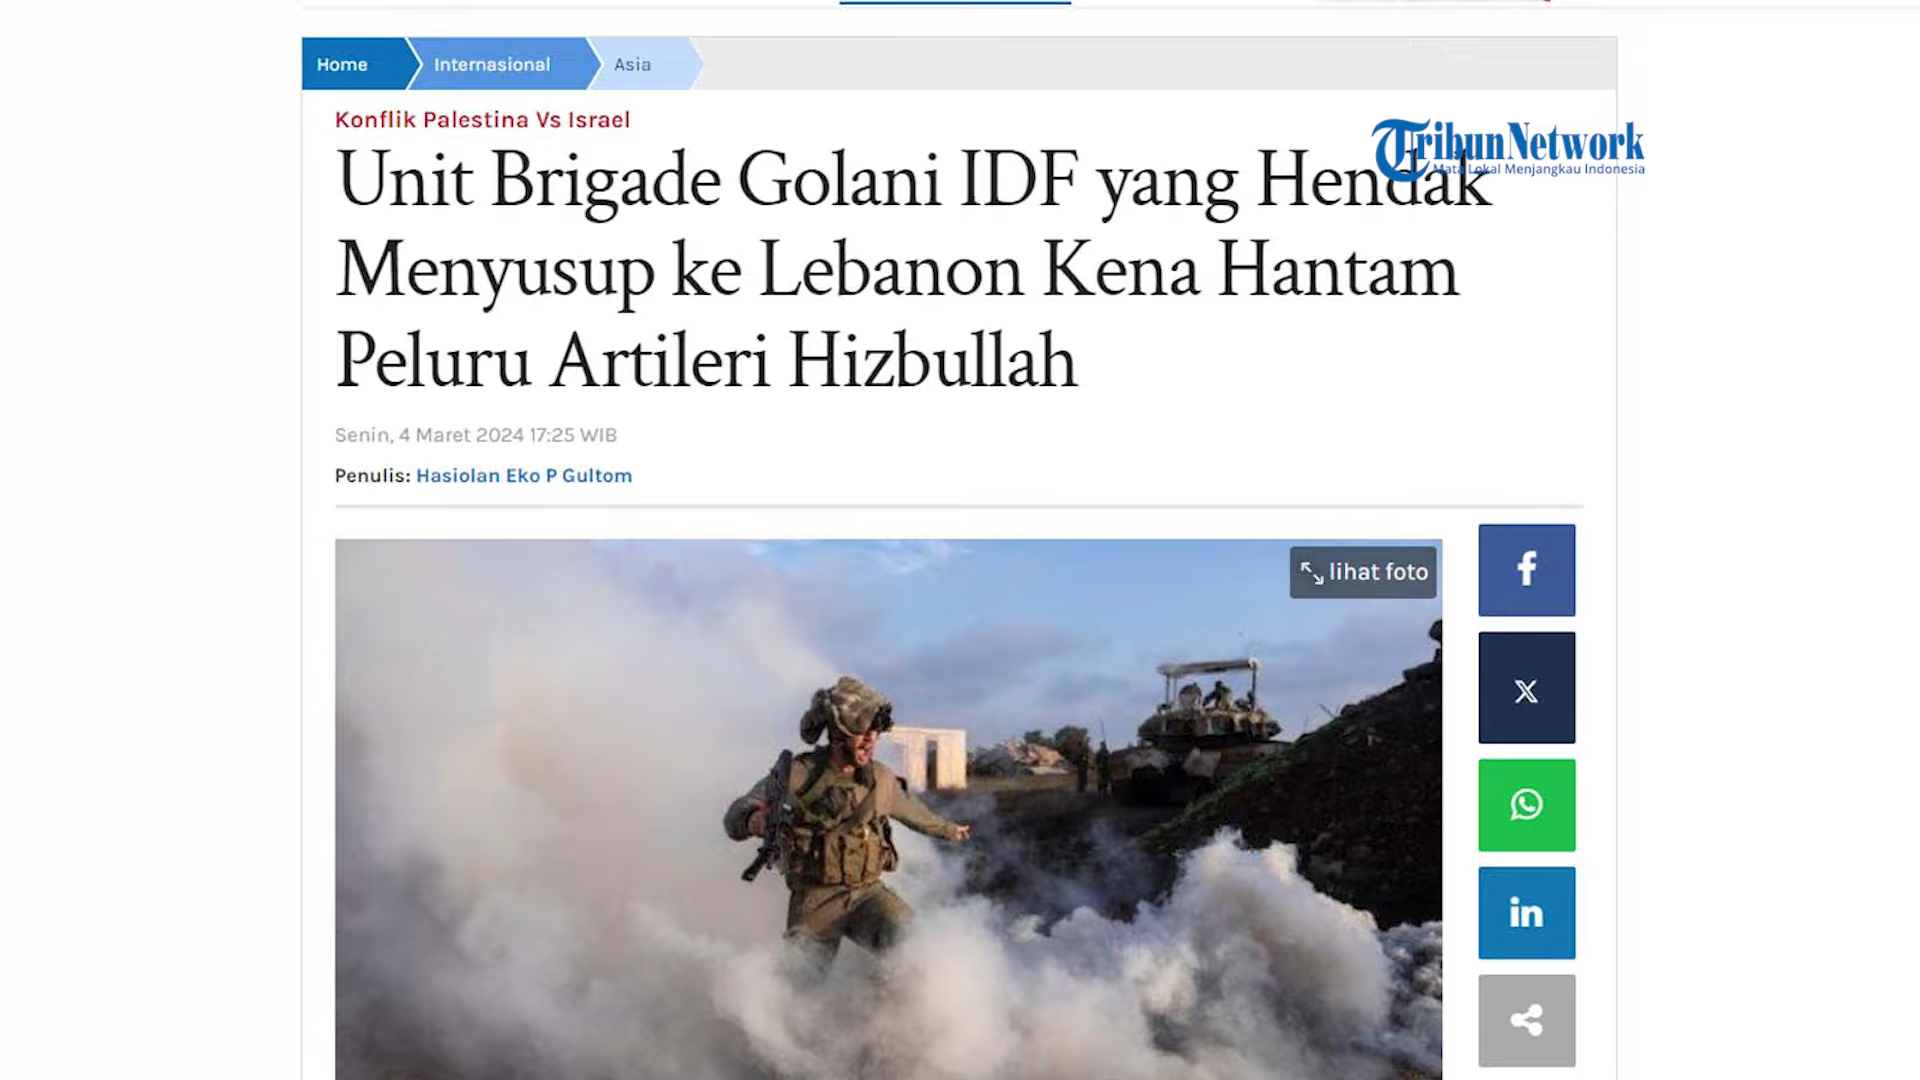 Home
Internasional
Asia
Konflik Palestina Vs Israel
Tribun Network
Mata Lokal Menjangkau Indonesia
Unit Brigade Golani IDF yang Hendak
Menyusup ke Lebanon Kena Hantam
Peluru Artileri Hizbullah
Senin, 4 Maret 2024 17:25 WIB
Penulis: Hasiolan Eko P Gultom
lihat foto